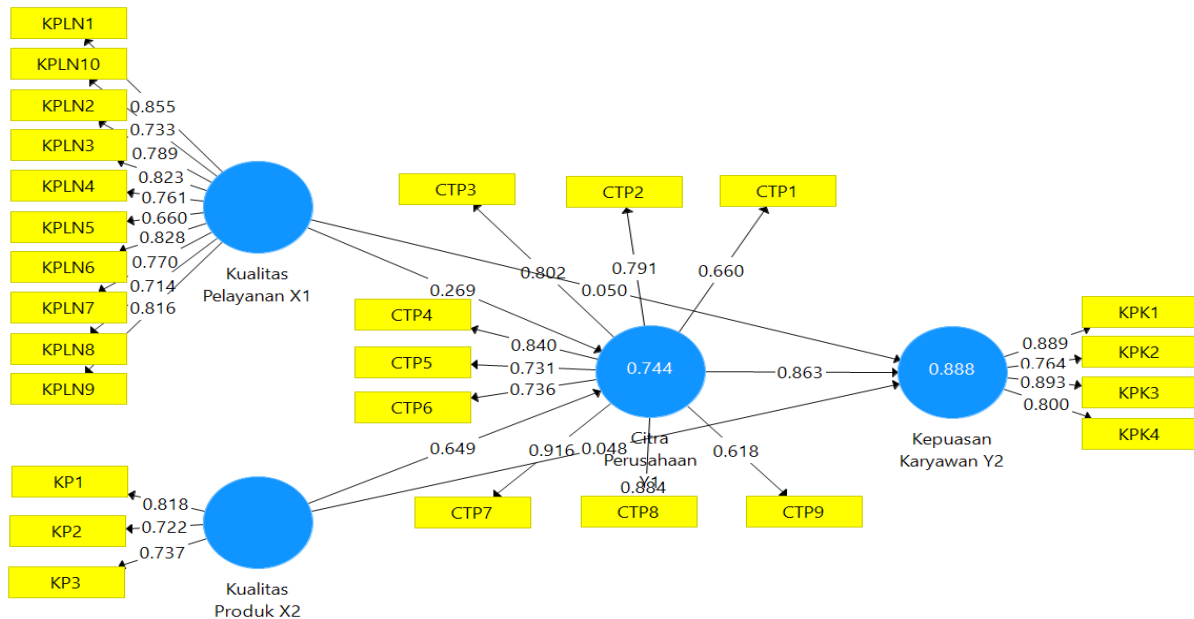 KPLN1
KPLN10
KPLN2
KPLN3
KPLN4
KPLN5
KPLN6
KPLN7
KPLN8
KPLN9
0.855
0.733
0.789
0.823
0.761
0.660
0.828
0.770
0.714
0.816
Kualitas
Pelayanan X1
KP1
KP2
KP3
0.818
0.722
0.737
Kualitas
Produk X2
0.269
0.649
0.050
0.048
CTP3
CTP2
CTP1
0.802
0.791
0.660
CTP4
CTP5
CTP6
0.840
0.731
0.736
0.744
Citra
Perusahaan
Y1
0.916
0.884
0.618
CTP7
CTP8
CTP9
0.863
0.888
Kepuasan
Karyawan Y2
0.889
0.764
0.893
0.800
KPK1
KPK2
KPK3
KPK4